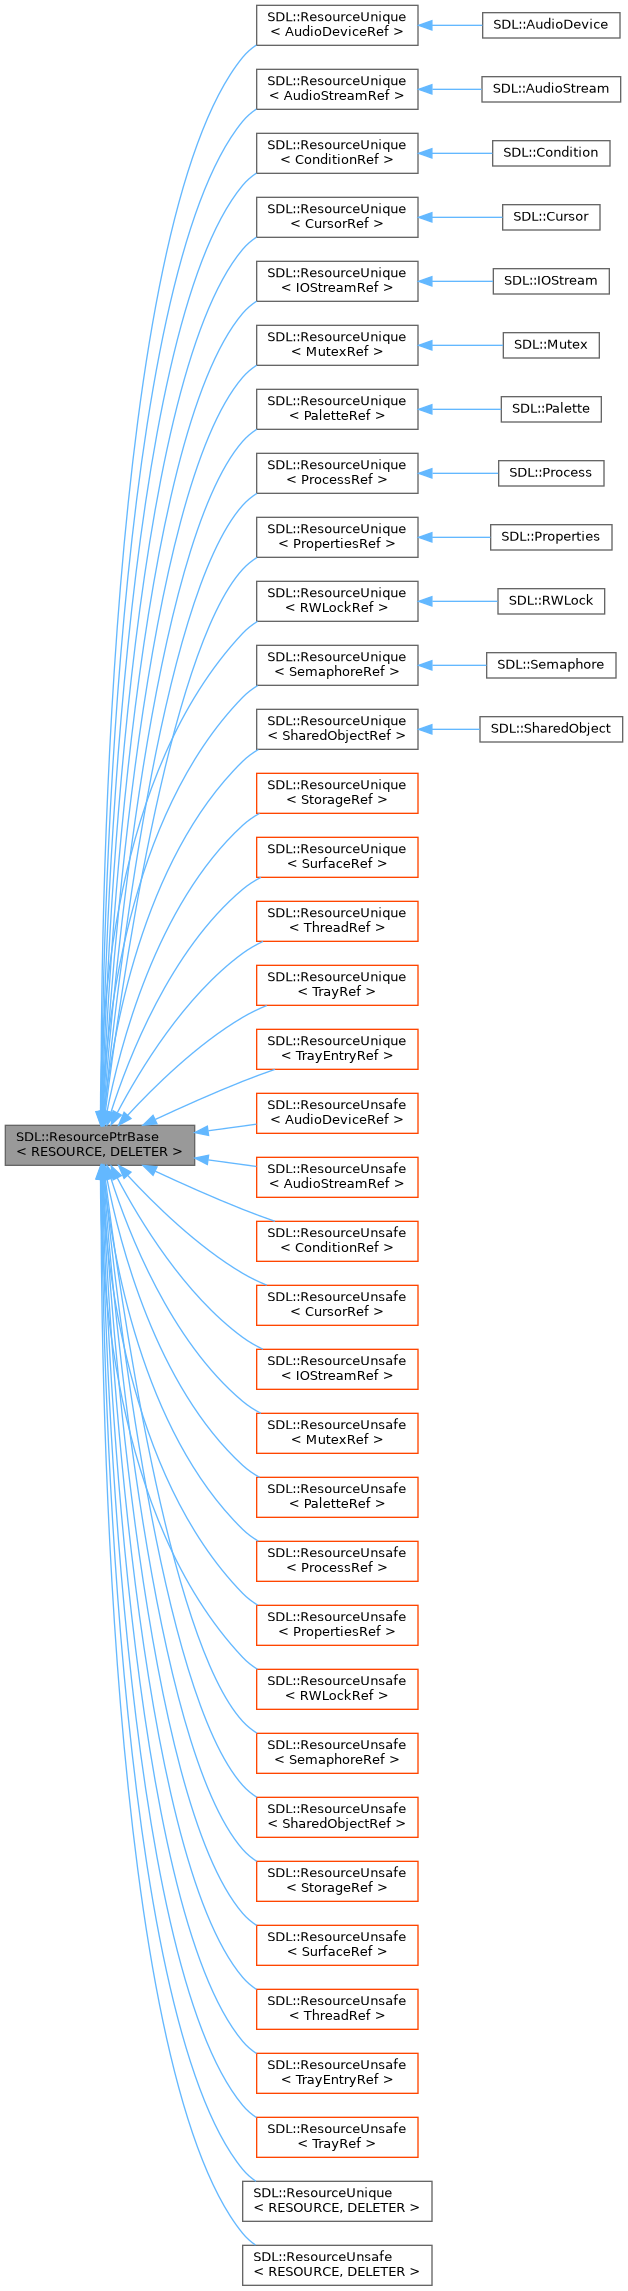 SDL::ResourceUnique
< AudioDeviceRef >
SDL::AudioDevice
SDL::ResourceUnique
< AudioStreamRef >
SDL::AudioStream
SDL::ResourceUnique
< ConditionRef >
SDL::Condition
SDL::ResourceUnique
< CursorRef >
SDL::Cursor
SDL::ResourceUnique
< IOStreamRef >
SDL::IOStream
SDL::ResourceUnique
< MutexRef >
SDL::Mutex
SDL::ResourceUnique
< PaletteRef >
SDL::Palette
SDL::ResourceUnique
< ProcessRef >
SDL::Process
SDL::ResourceUnique
< PropertiesRef >
SDL::Properties
SDL::ResourceUnique
< RWLockRef >
SDL::RWLock
SDL::ResourceUnique
< SemaphoreRef >
SDL::Semaphore
SDL::ResourceUnique
< SharedObjectRef >
SDL::SharedObject
SDL::ResourceUnique
< StorageRef >
SDL::ResourceUnique
< SurfaceRef >
SDL::ResourceUnique
< ThreadRef >
SDL::ResourceUnique
< TrayRef >
SDL::ResourceUnique
< TrayEntryRef >
SDL::ResourceUnsafe
< AudioDeviceRef >
SDL::ResourcePtrBase
< RESOURCE, DELETER >
SDL::ResourceUnsafe
< AudioStreamRef >
SDL::ResourceUnsafe
< ConditionRef >
SDL::ResourceUnsafe
< CursorRef >
SDL::ResourceUnsafe
< IOStreamRef >
SDL::ResourceUnsafe
< MutexRef >
SDL::ResourceUnsafe
< PaletteRef >
SDL::ResourceUnsafe
< ProcessRef >
SDL::ResourceUnsafe
< PropertiesRef >
SDL::ResourceUnsafe
< RWLockRef >
SDL::ResourceUnsafe
< SemaphoreRef >
SDL::ResourceUnsafe
< SharedObjectRef >
SDL::ResourceUnsafe
< StorageRef >
SDL::ResourceUnsafe
< SurfaceRef >
SDL::ResourceUnsafe
< ThreadRef >
SDL::ResourceUnsafe
< TrayEntryRef >
SDL::ResourceUnsafe
< TrayRef >
SDL::ResourceUnique
< RESOURCE, DELETER >
SDL::ResourceUnsafe
< RESOURCE, DELETER >